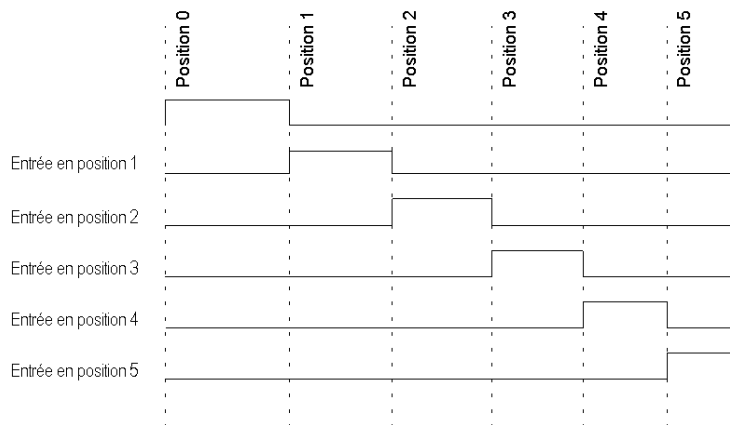 Position 0
Position 1
Position 2
Position 3
Position 4
Position 5
Entrée en position 1
Entrée en position 2
Entrée en position 3
Entrée en position 4
Entrée en position 5